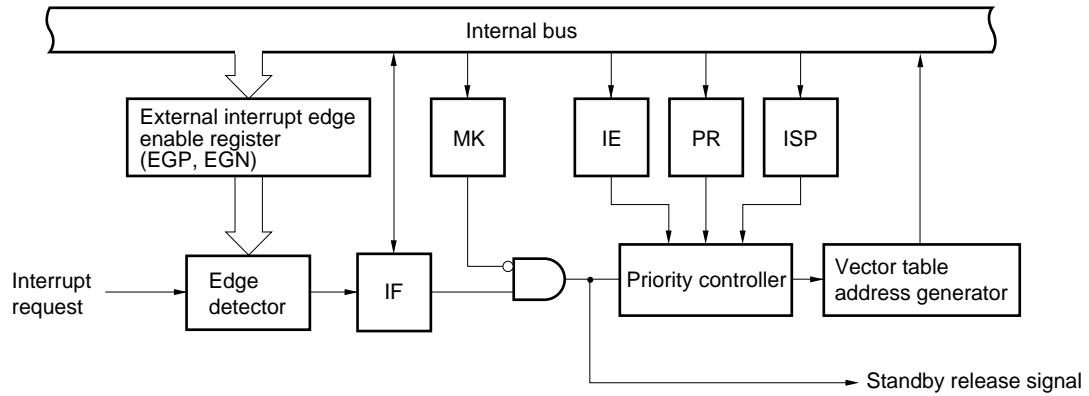 Internal bus
External interrupt edge
enable register
(EGP, EGN)
MK
IE
PR
ISP
Interrupt
request
Edge
detector
IF
Priority controller
Vector table
address generator
Standby release signal